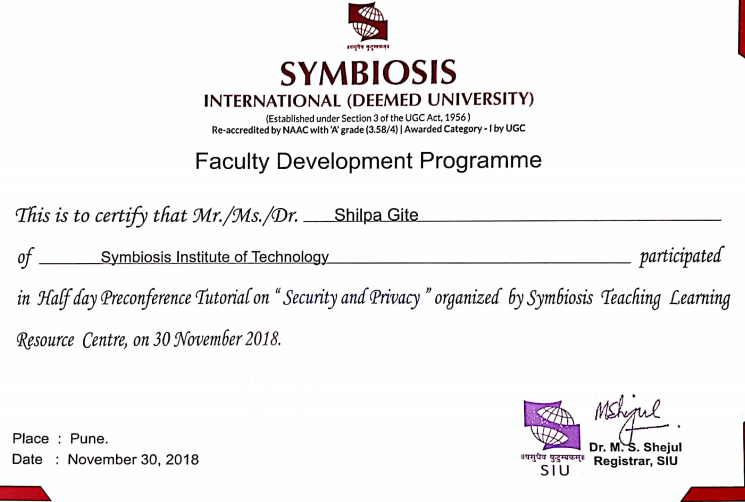 ॥वसुधैव कुटुम्बकम्॥
SYMBIOSIS
INTERNATIONAL (DEEMED UNIVERSITY)
(Established under Section 3 of the UGC Act, 1956)
Re-accredited by NAAC with 'A' grade (3.58/4) | Awarded Category - I by UGC
Faculty Development Programme
This is to certify that Mr./Ms./Dr. Shilpa Gite
of Symbiosis Institute of Technology participated
in Half day Preconference Tutorial on “ Security and Privacy ” organized by Symbiosis Teaching Learning
Resource Centre, on 30 November 2018.
MShejul
Place : Pune.
Date : November 30, 2018
॥वसुधैव कुटुम्बकम्॥
SIU
Dr. M. S. Shejul
Registrar, SIU